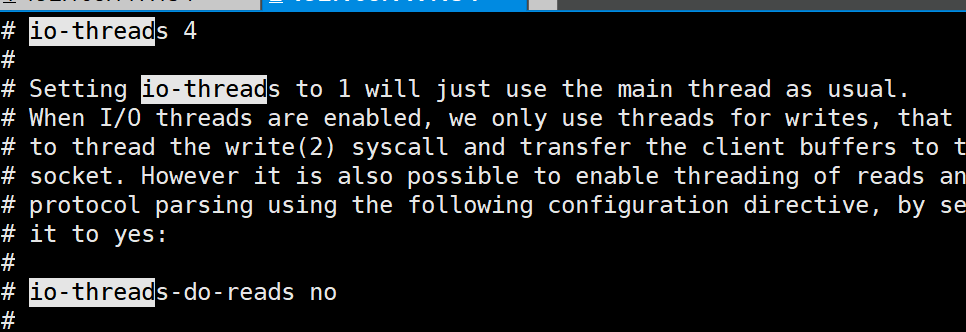 # io-threads 4
#
# Setting io-threads to 1 will just use the main thread as usual.
# When I/O threads are enabled, we only use threads for writes, that
# to thread the write(2) syscall and transfer the client buffers to t
# socket. However it is also possible to enable threading of reads an
# protocol parsing using the following configuration directive, by se
# it to yes:
#
# io-threads-do-reads no
#